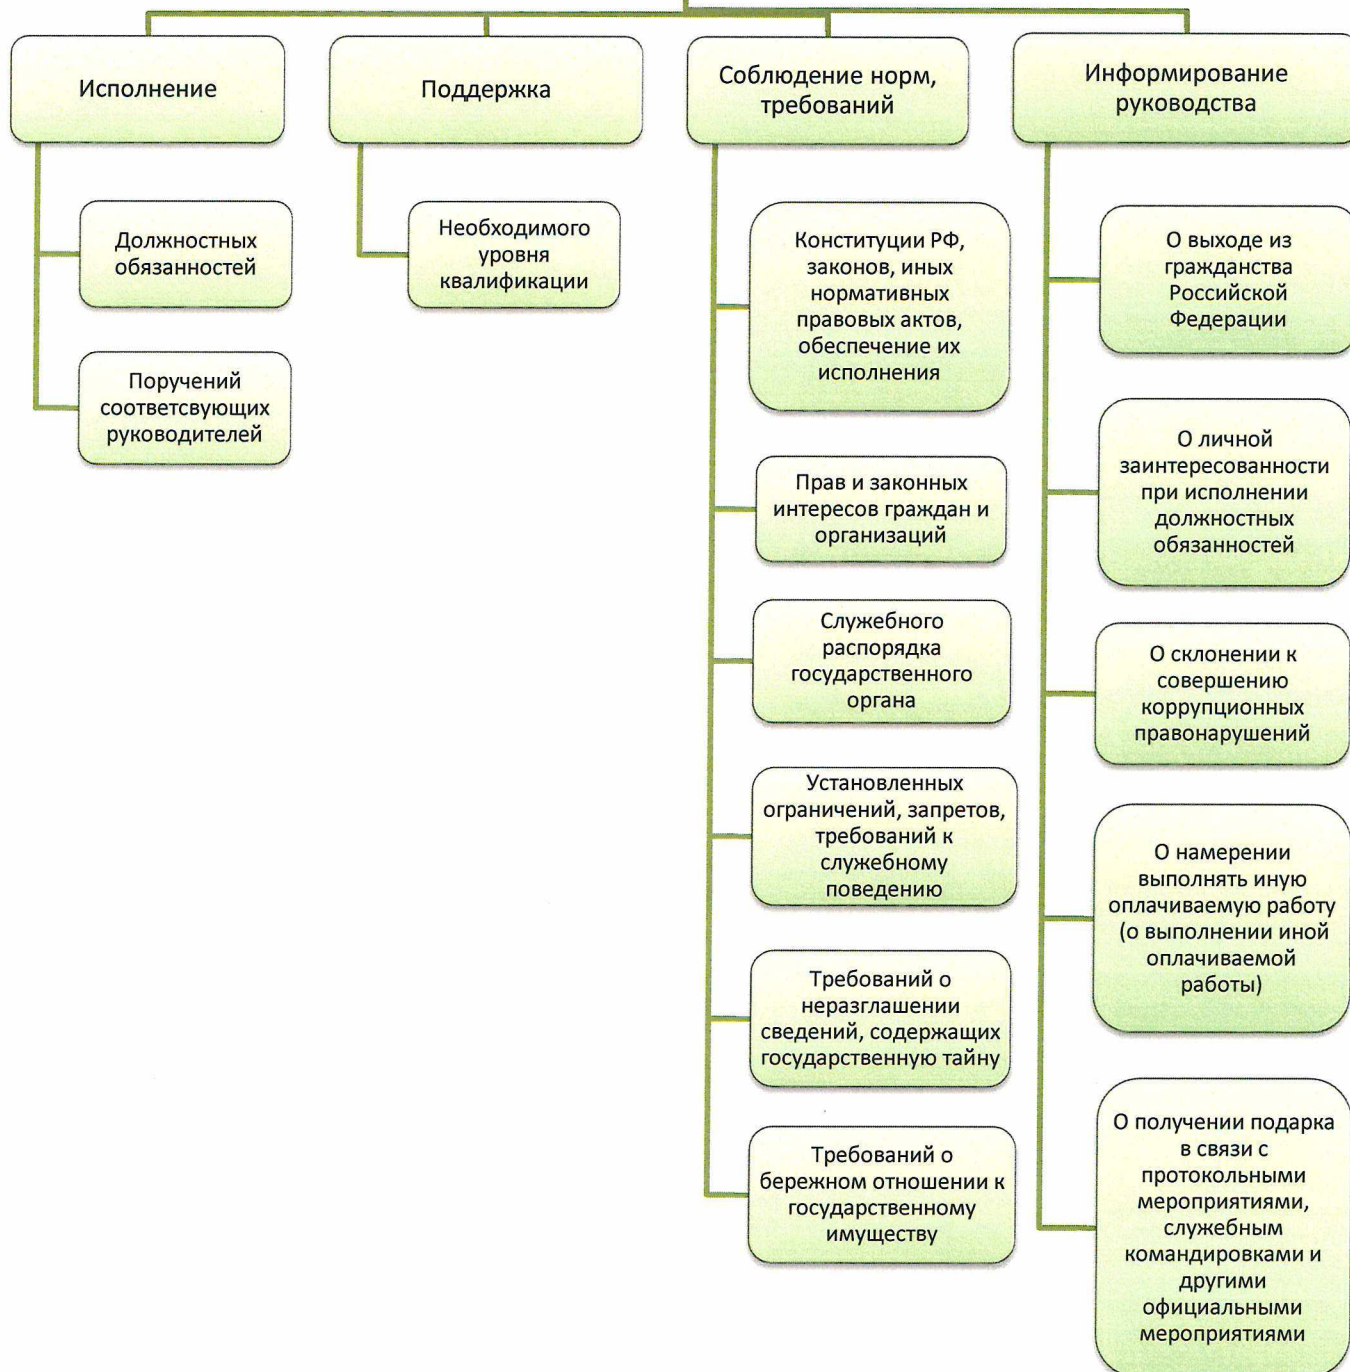 Исполнение
Должностных
обязанностей
Поручений
соответсвующих
руководителей
Поддержка
Необходимого
уровня
квалификации
Соблюдение норм,
требований
Конституции РФ,
законов, иных
нормативных
правовых актов,
обеспечение их
исполнения
Прав и законных
интересов граждан и
организаций
Служебного
распорядка
государственного
органа
Установленных
ограничений, запретов,
требований к
служебному
поведению
Требований о
неразглашении
сведений, содержащих
государственную тайну
Требований о
бережном отношении к
государственному
имуществу
Информирование
руководства
О выходе из
гражданства
Российской
Федерации
О личной
заинтересованности
при исполнении
должностных
обязанностей
О склонении к
совершению
коррупционных
правонарушений
О намерении
выполнять иную
оплачиваемую работу
(о выполнении иной
оплачиваемой
работы)
О получении подарка
в связи с
протокольными
мероприятиями,
служебным
командировками и
другими
официальными
мероприятиями